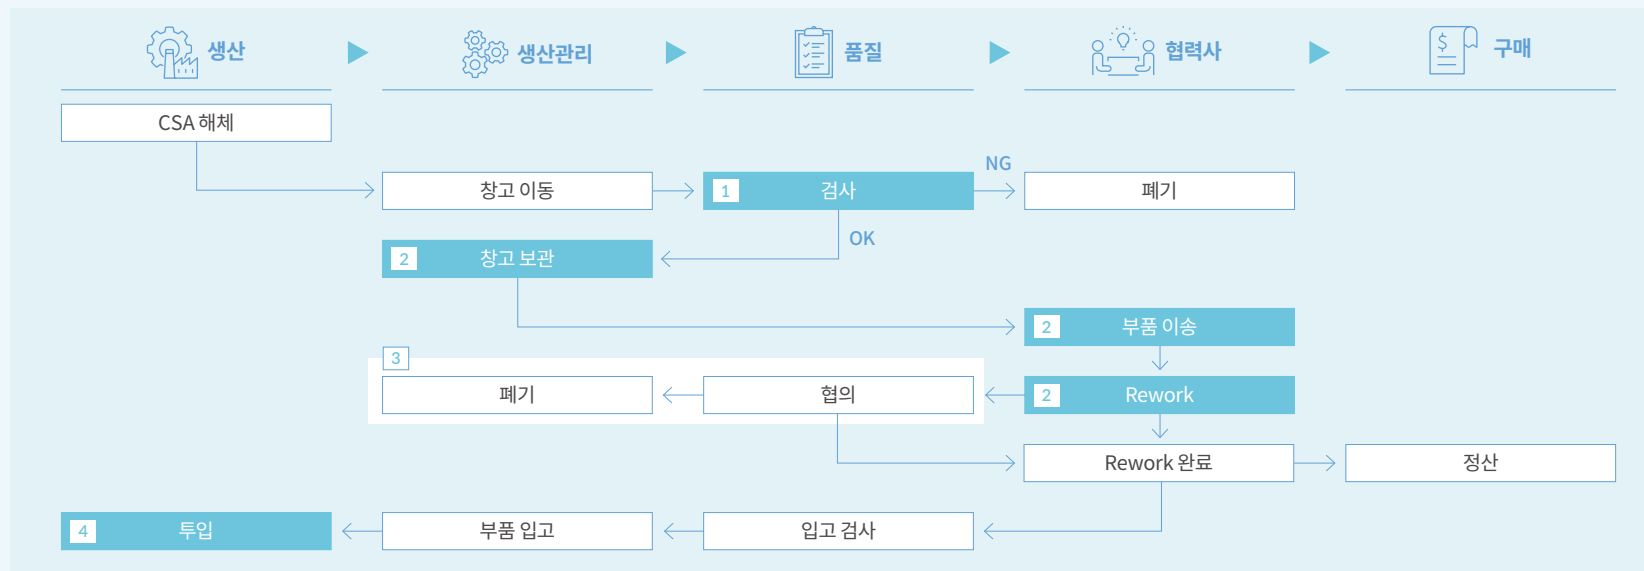 생산
생산관리
품질
협력사
구매
CSA 해체
창고 이동
1 검사
NG
폐기
OK
2 창고 보관
2 부품 이송
3
폐기
협의
2 Rework
Rework 완료
정산
4 투입
부품 입고
입고 검사